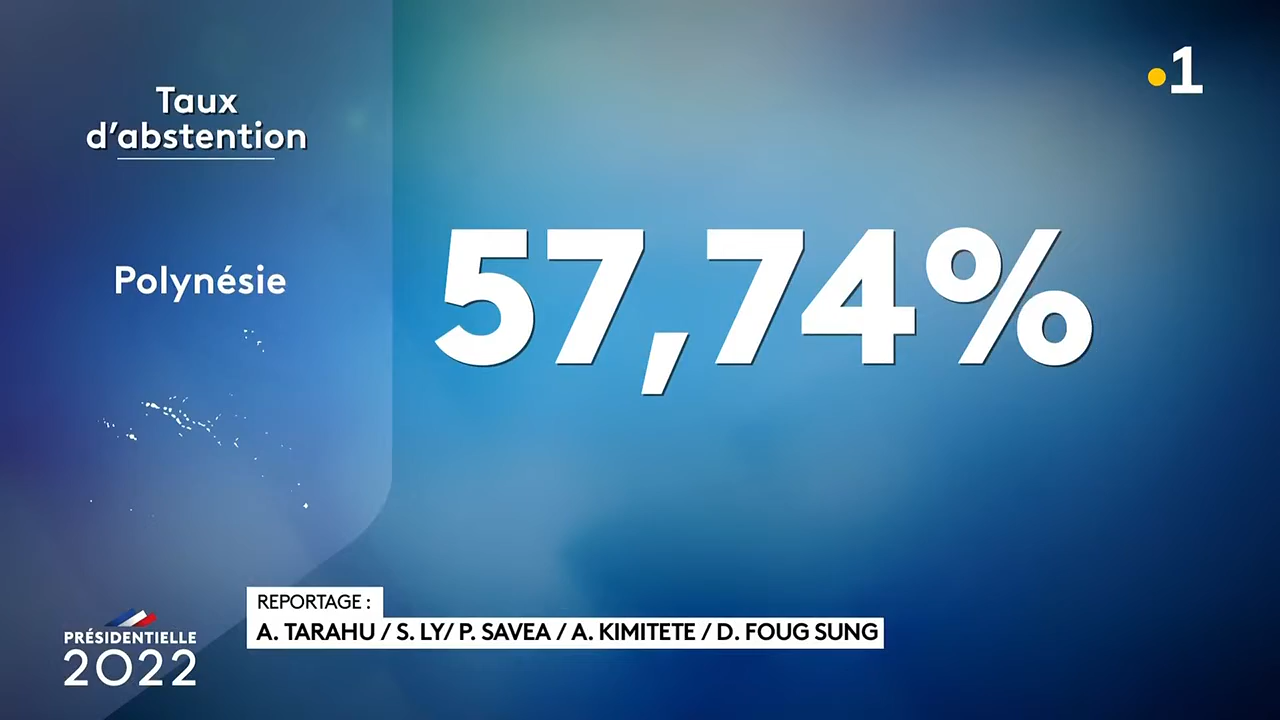 Taux
d'abstention
1
Polynésie
57,74%
REPORTAGE :
A. TARAHU / S. LY/ P. SAVEA / A. KIMITETE / D. FOUG SUNG
PRÉSIDENTIELLE
2022